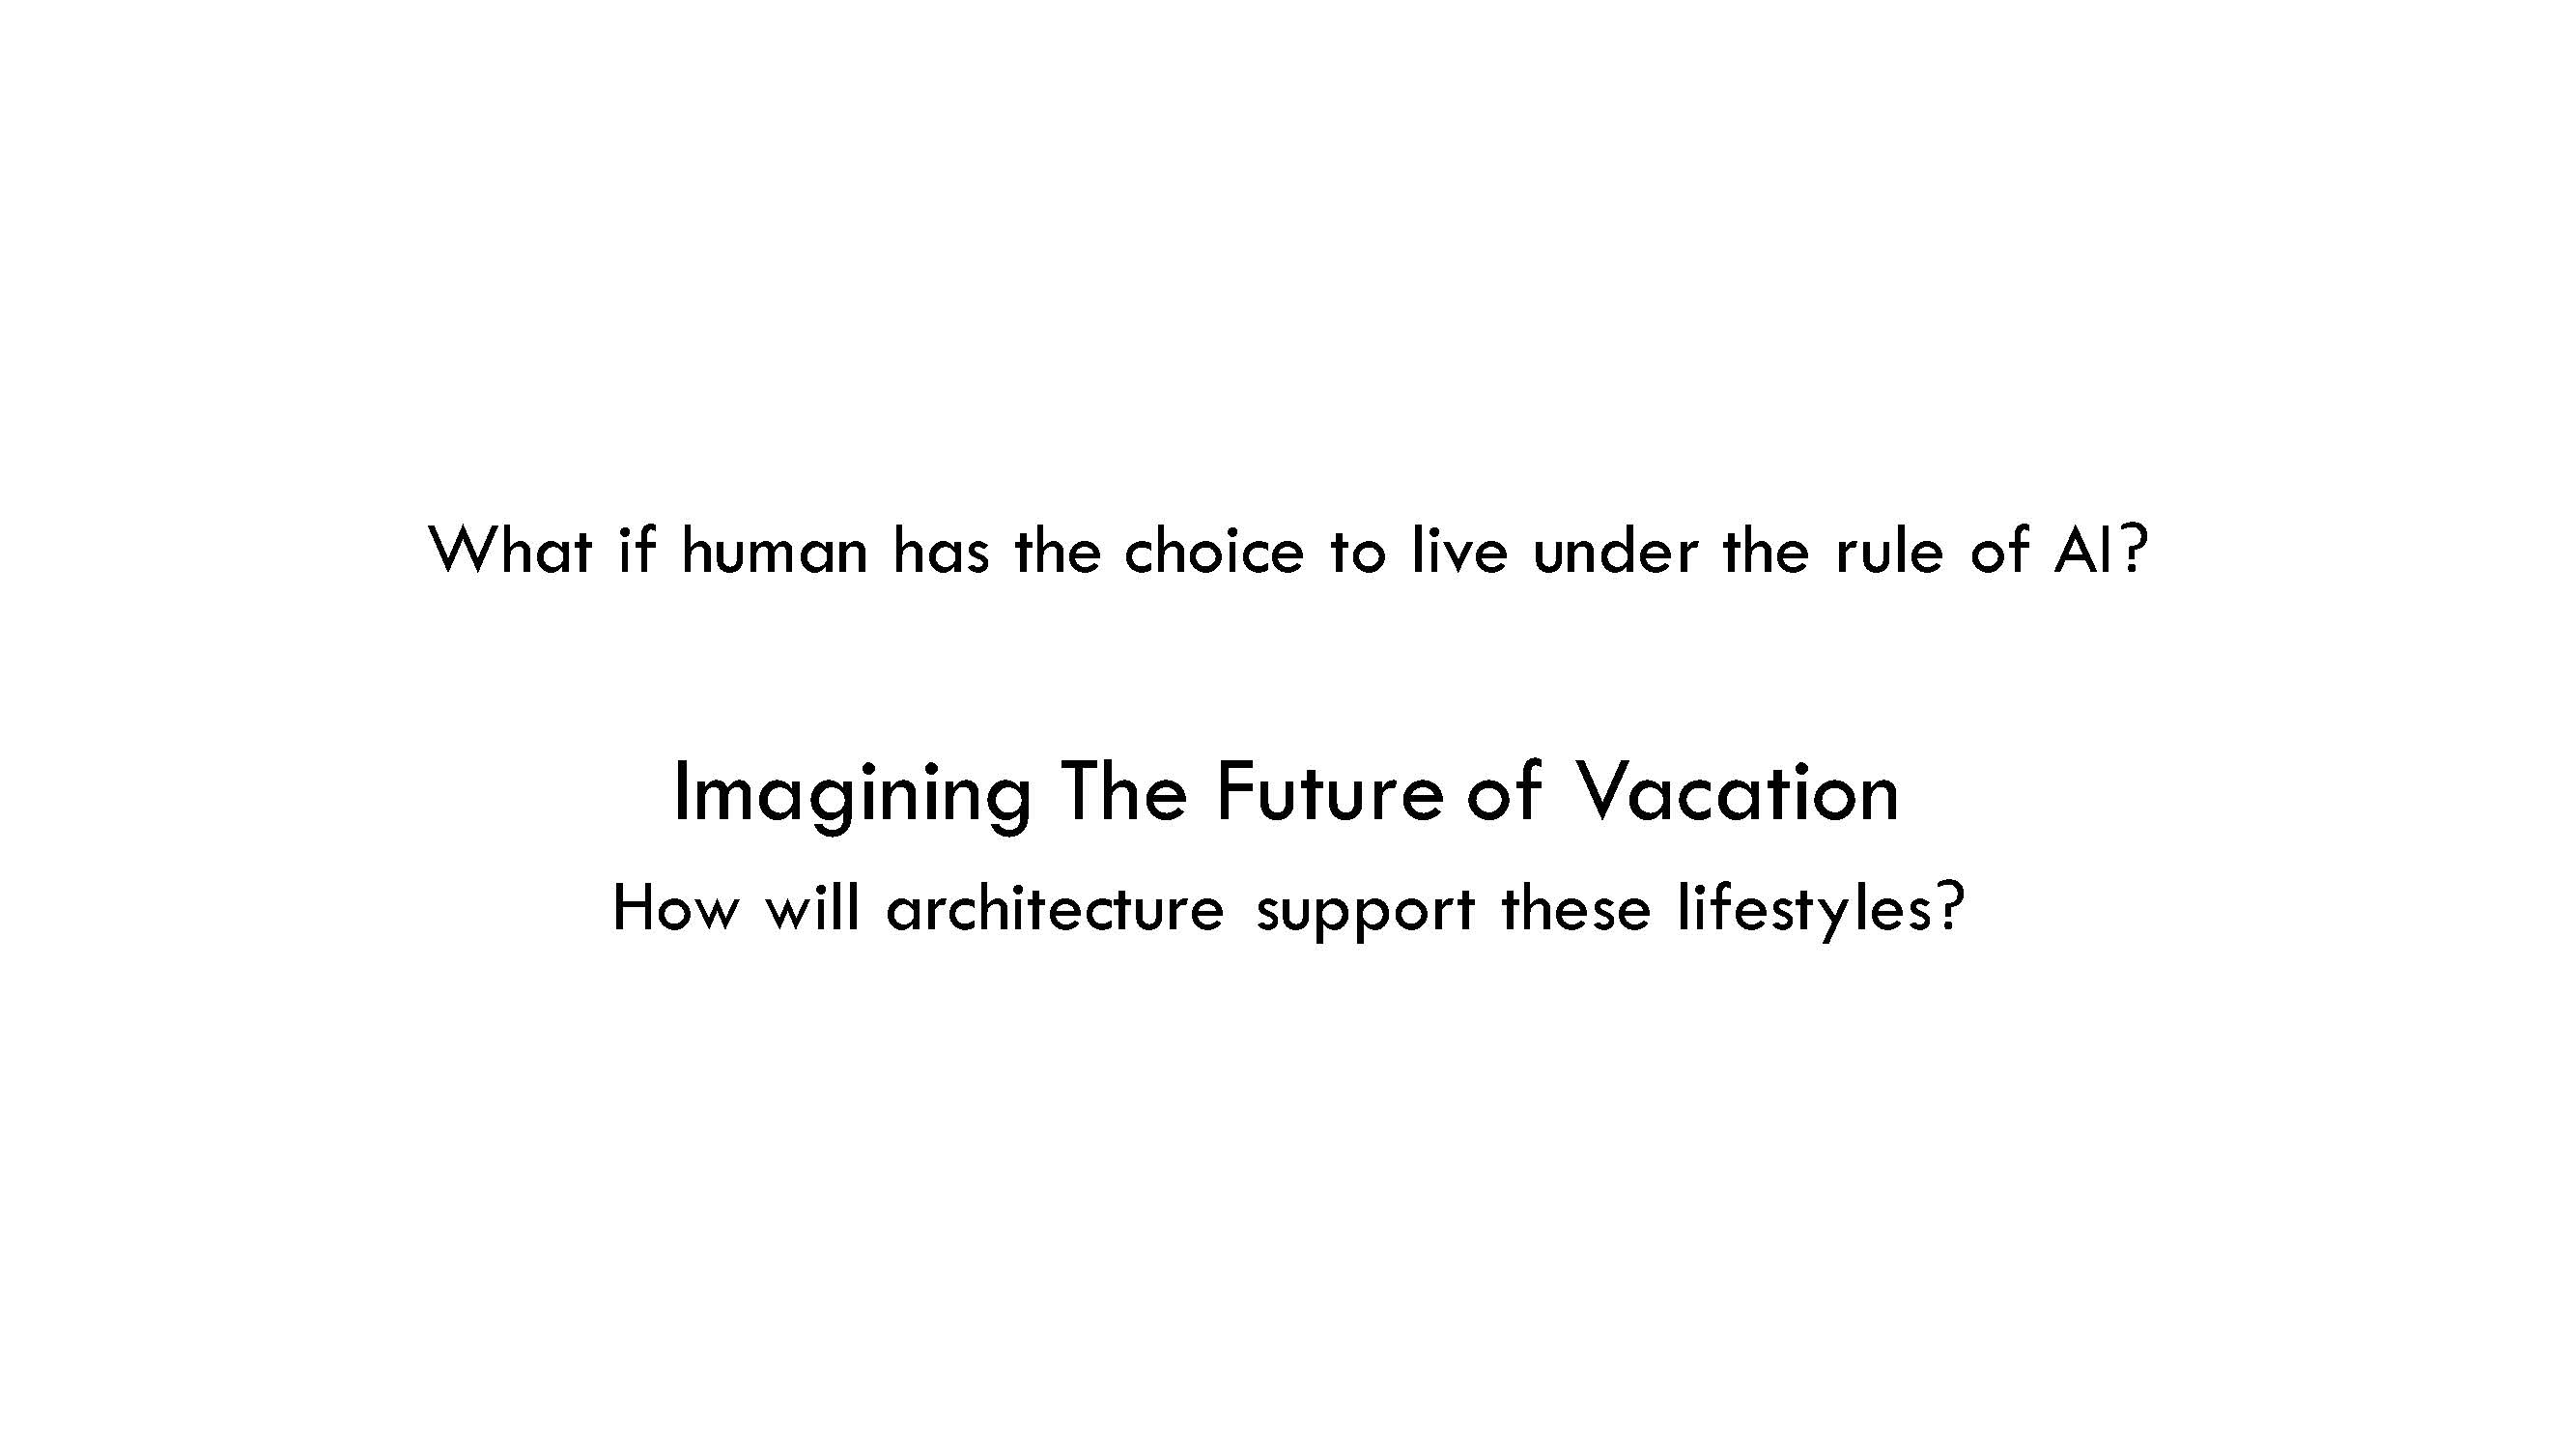 What if human has the choice to live under the rule of AI?
Imagining The Future of Vacation
How will architecture support these lifestyles?